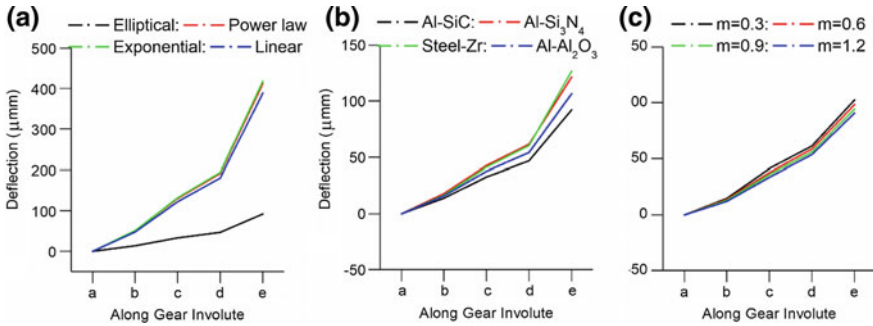 (a)
Elliptical: Power law
Exponential: Linear
500
400
300
200
100
0
Deflection (μmm)
a b c d e
Along Gear Involute
(b)
Al-SiC: Al-Si3N4
Steel-Zr: Al-Al2O3
150
100
50
0
-50
Deflection (μmm)
a b c d e
Along Gear Involute
(c)
m=0.3: m=0.6
m=0.9: m=1.2
50
00
50
0
50
a b c d e
Along Gear Involute